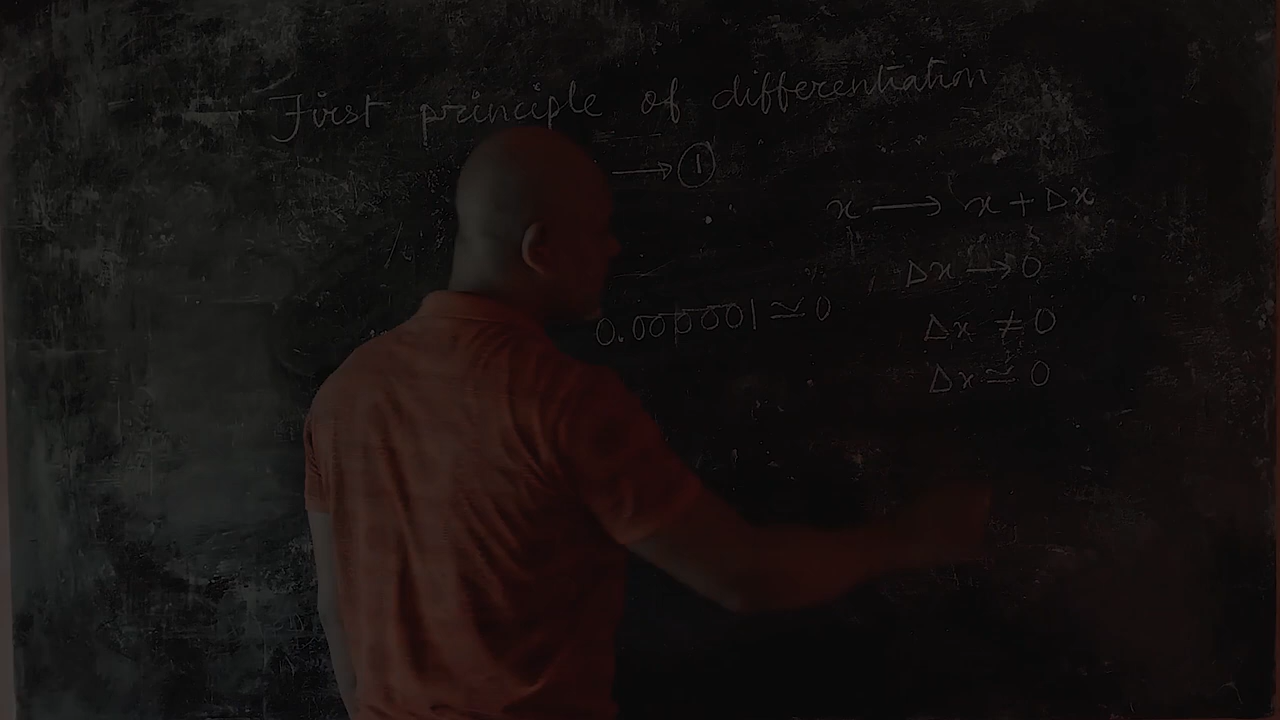 First principle of differentiation
→ ①
x → x + Δx
Δx → 0
0.000001 ≃ 0
Δx ≠ 0
Δx ≅ 0